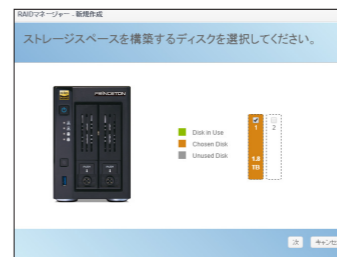 RAIDマネージャー - 新規作成
ストレージスペースを構築するディスクを選択してください。
PRINCETON
Disk in Use
Chosen Disk
Unused Disk
1
2
1.8
TB
次
キャンセ